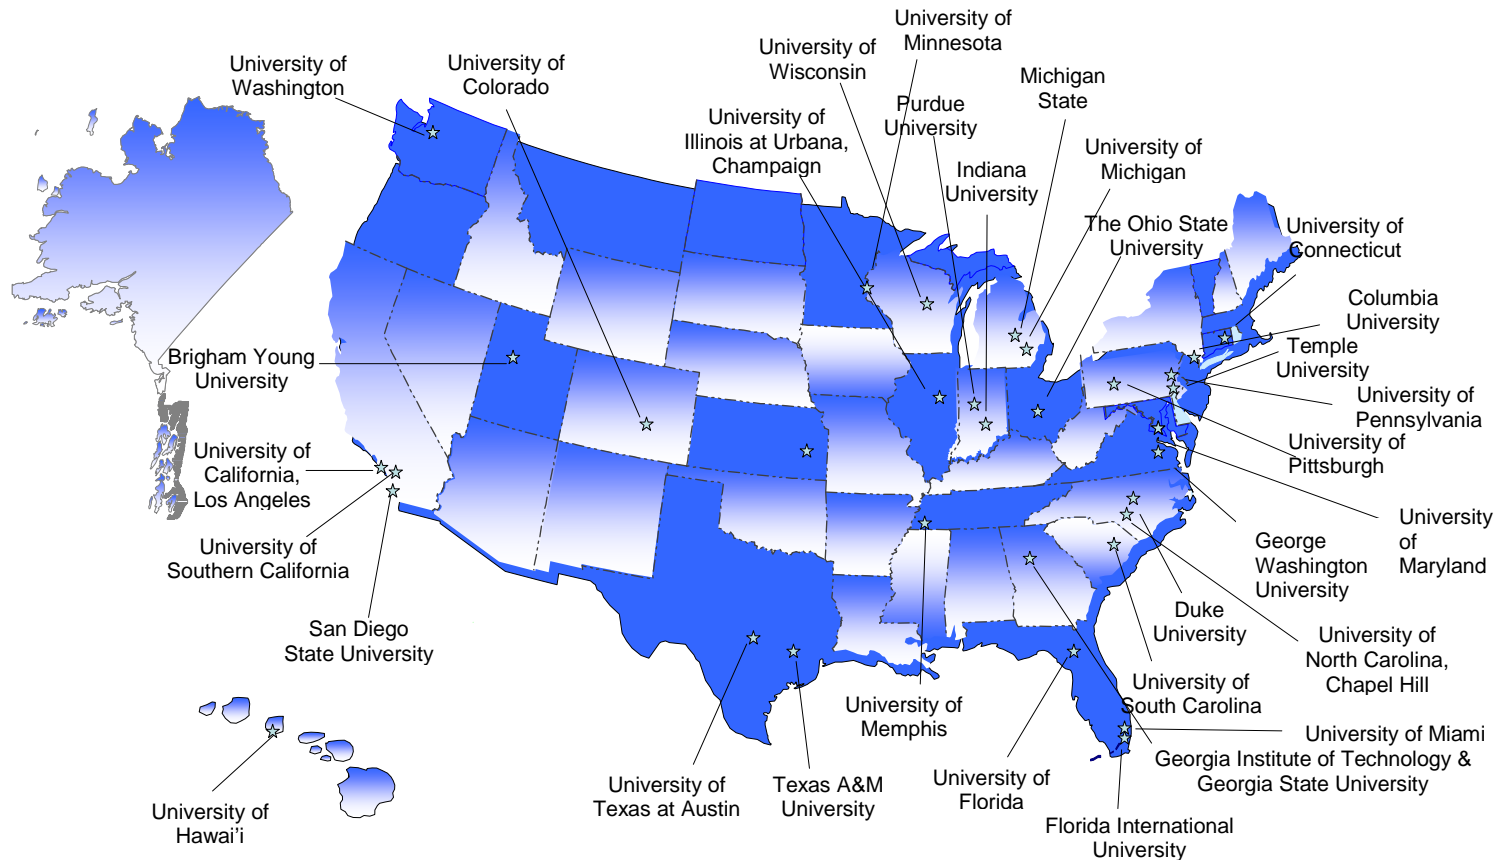 University of
Minnesota
University of
Wisconsin
University of
Washington
University of
Colorado
Michigan
State
Purdue
University
University of
Illinois at Urbana,
Champaign
University of
Michigan
Indiana
University
The Ohio State
University
University of
Connecticut
Columbia
University
Temple
University
Brigham Young
University
University of
Pennsylvania
University of
Pittsburgh
University of
California,
Los Angeles
University
of
Maryland
George
Washington
University
University of
Southern California
Duke
University
San Diego
State University
University of
North Carolina,
Chapel Hill
University of
South Carolina
University of
Memphis
University of Miami
Georgia Institute of Technology &
Georgia State University
University of
Florida
University of
Texas at Austin
Texas A&M
University
University of
Hawai’i
Florida International
University